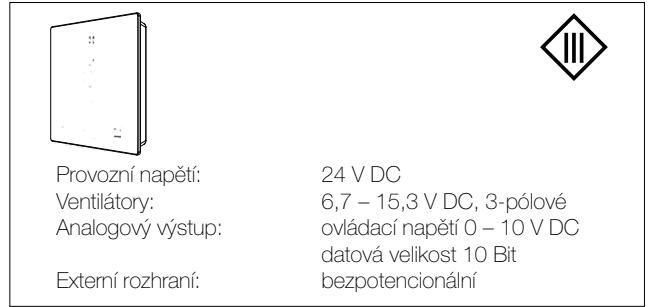 Provozní napětí: 24 V DC
Ventilátory: 6,7 – 15,3 V DC, 3-pólové
Analogový výstup: ovládací napětí 0 – 10 V DC
datová velikost 10 Bit
Externí rozhraní: bezpotencionální